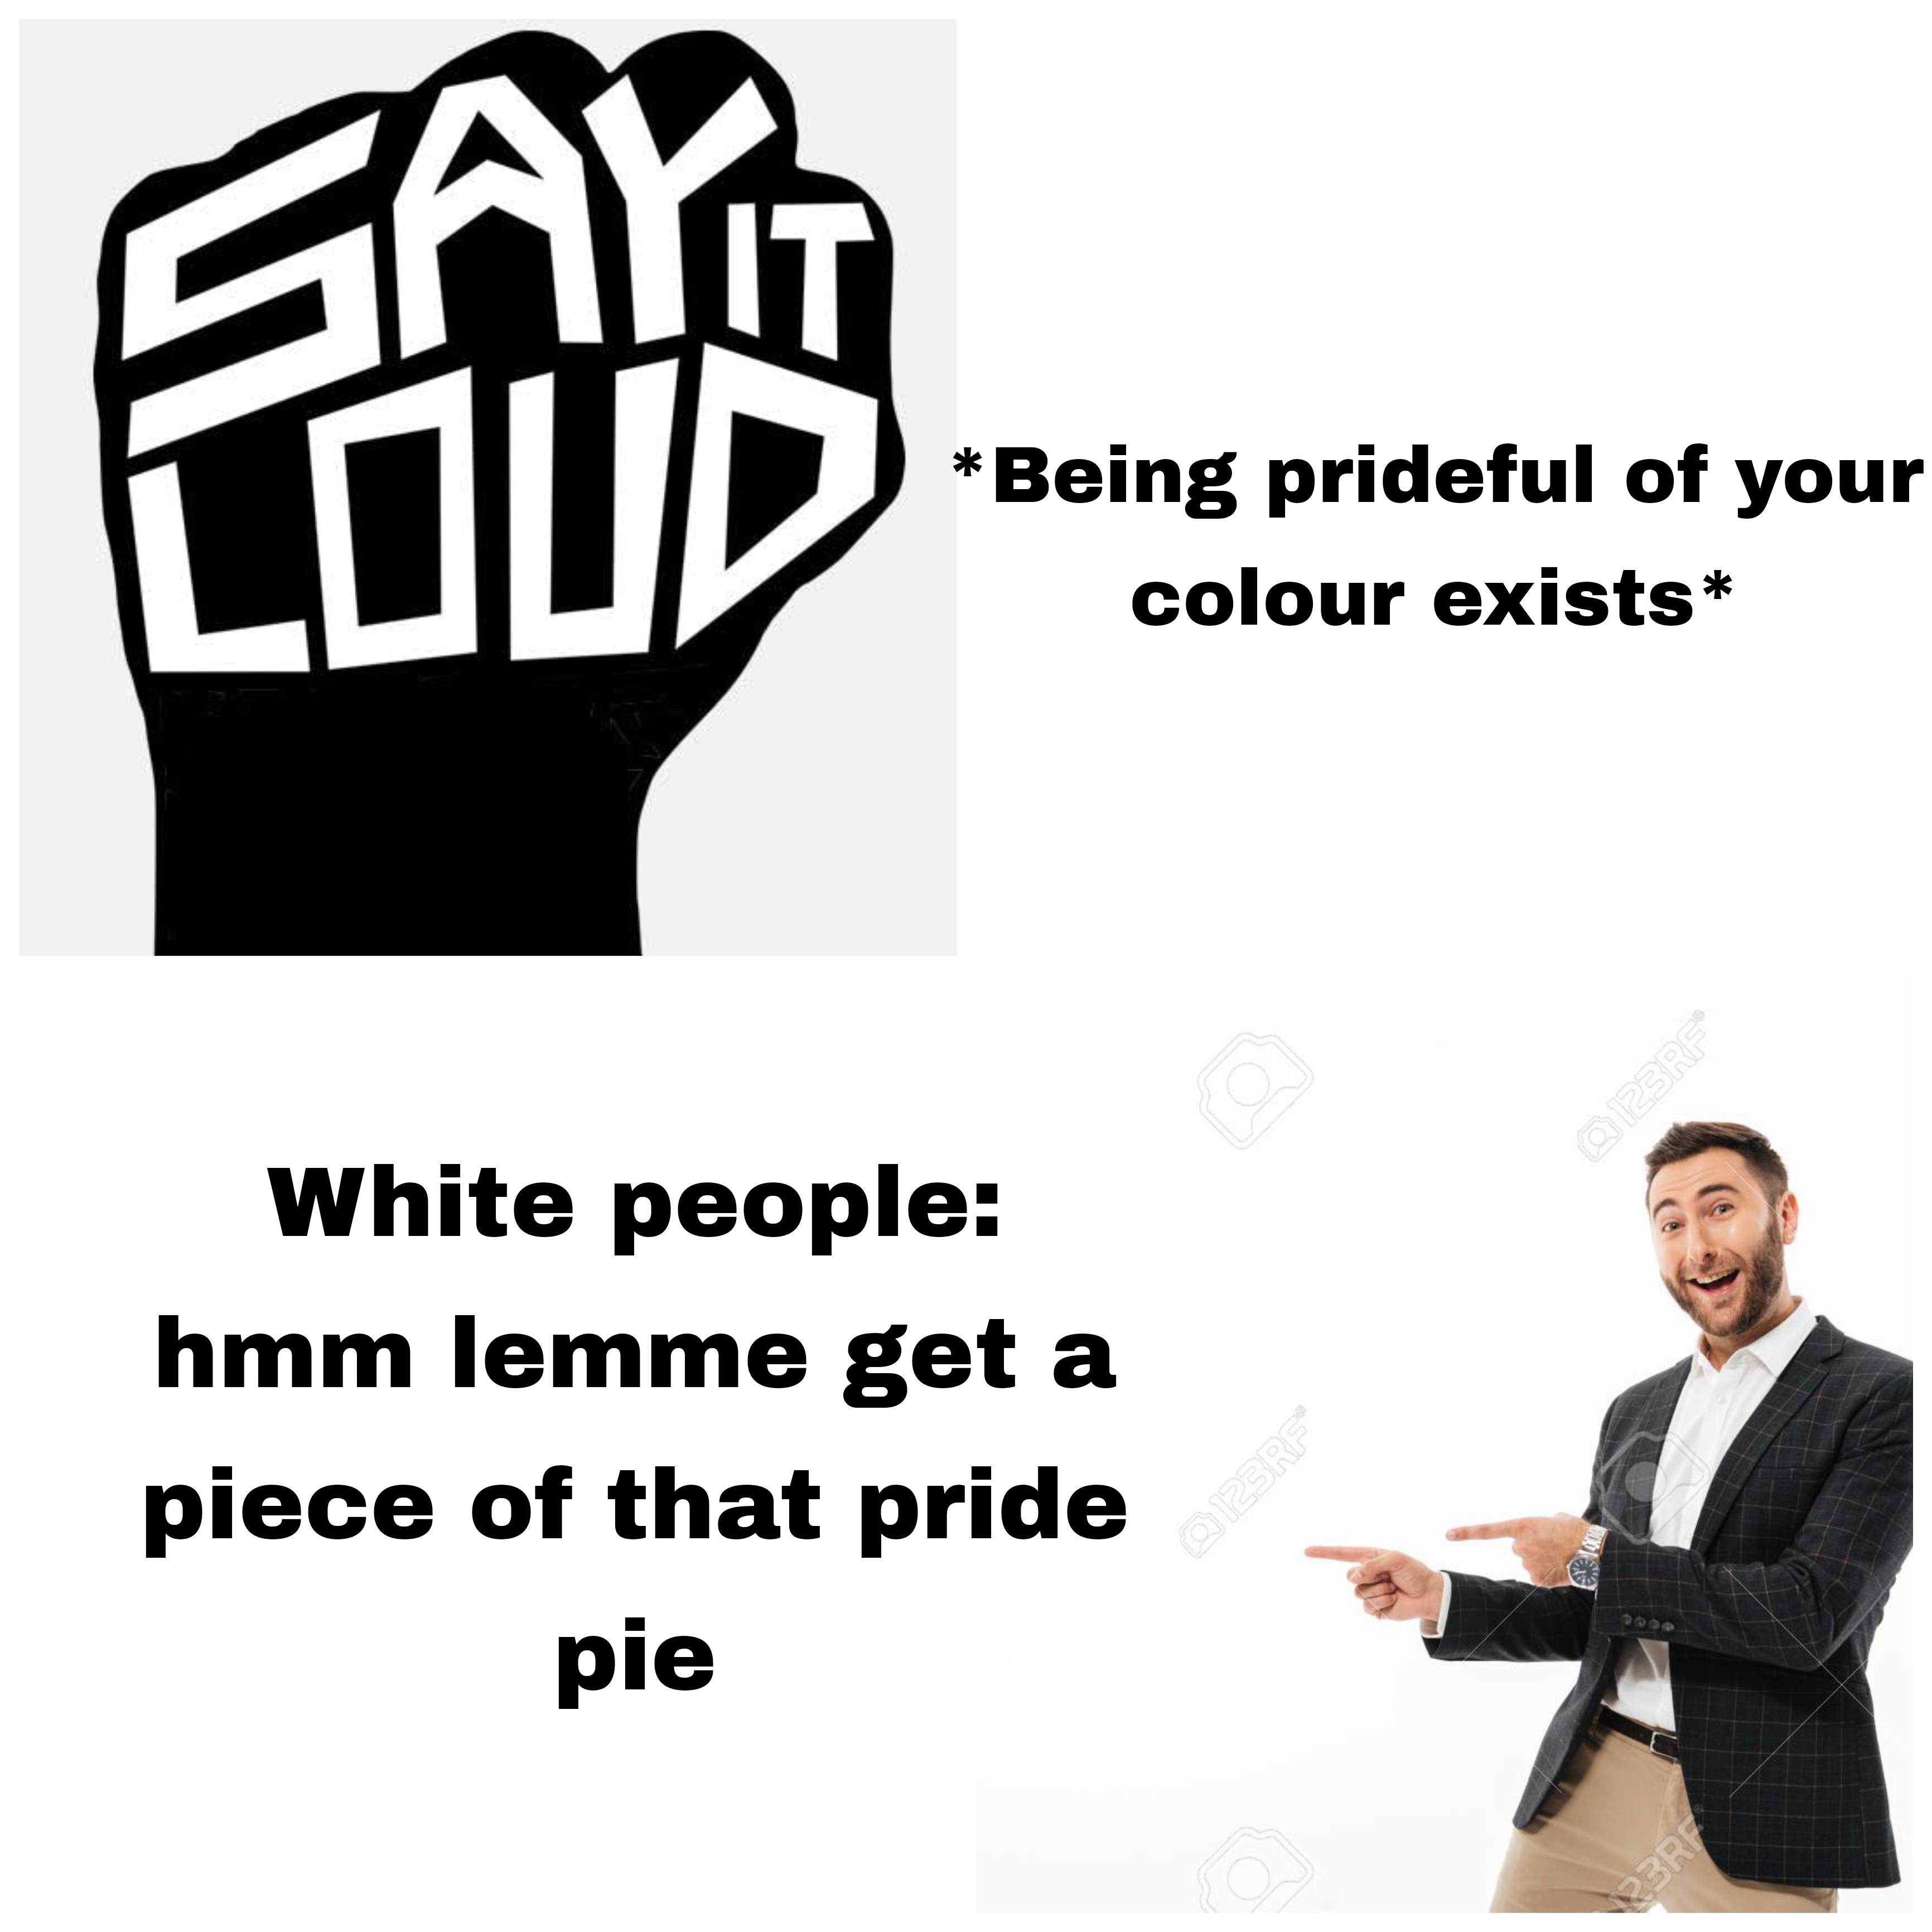 SAY IT
LOUD
*Being prideful of your
colour exists*
White people:
hmm lemme get a
piece of that pride
pie
123RF
123RF
123RF